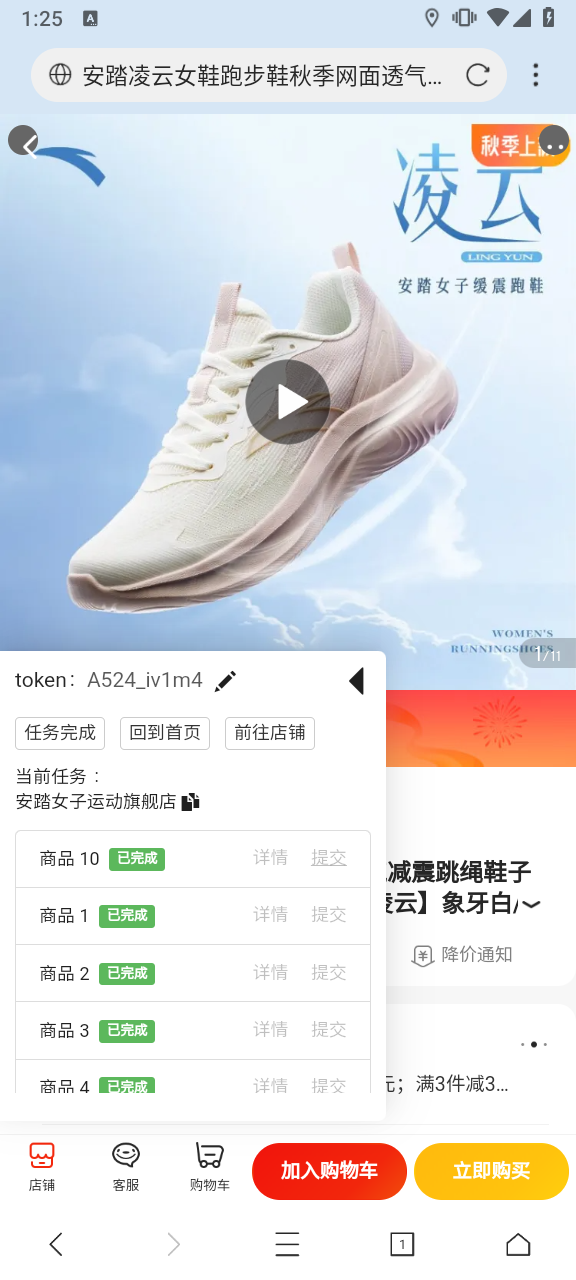 1:25
A
安踏凌云女鞋跑步鞋秋季网面透气...
秋季上
凌云
LING YUN
安踏女子缓震跑鞋
WOMEN'S
RUNNINGSHOES
1/11
token: A524_iv1m4
任务完成 回到首页 前往店铺
当前任务：
安踏女子运动旗舰店
商品 10 已完成 详情 提交
商品 1 已完成 详情 提交
商品 2 已完成 详情 提交
商品 3 已完成 详情 提交
商品 4 已完成 详情 提交
减震跳绳鞋子
云】象牙白/
降价通知
元；满3件减3...
店铺 客服 购物车 加入购物车 立即购买
1